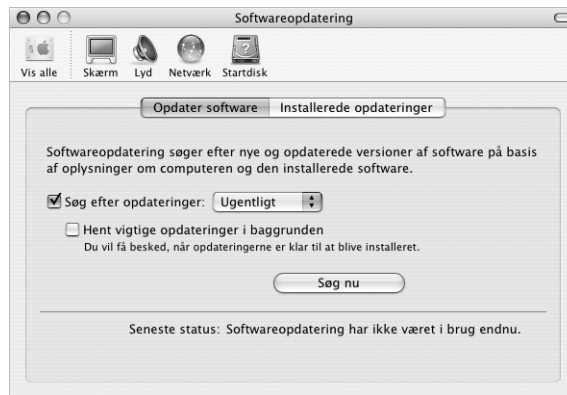 Softwareopdatering
Vis alle Skærm Lyd Netværk Startdisk
Opdater software Installerede opdateringer
Softwareopdatering søger efter nye og opdaterede versioner af software på basis
af oplysninger om computeren og den installerede software.
Søg efter opdateringer: Ugentligt
Hent vigtige opdateringer i baggrunden
Du vil få besked, når opdateringerne er klar til at blive installeret.
Søg nu
Seneste status: Softwareopdatering har ikke været i brug endnu.